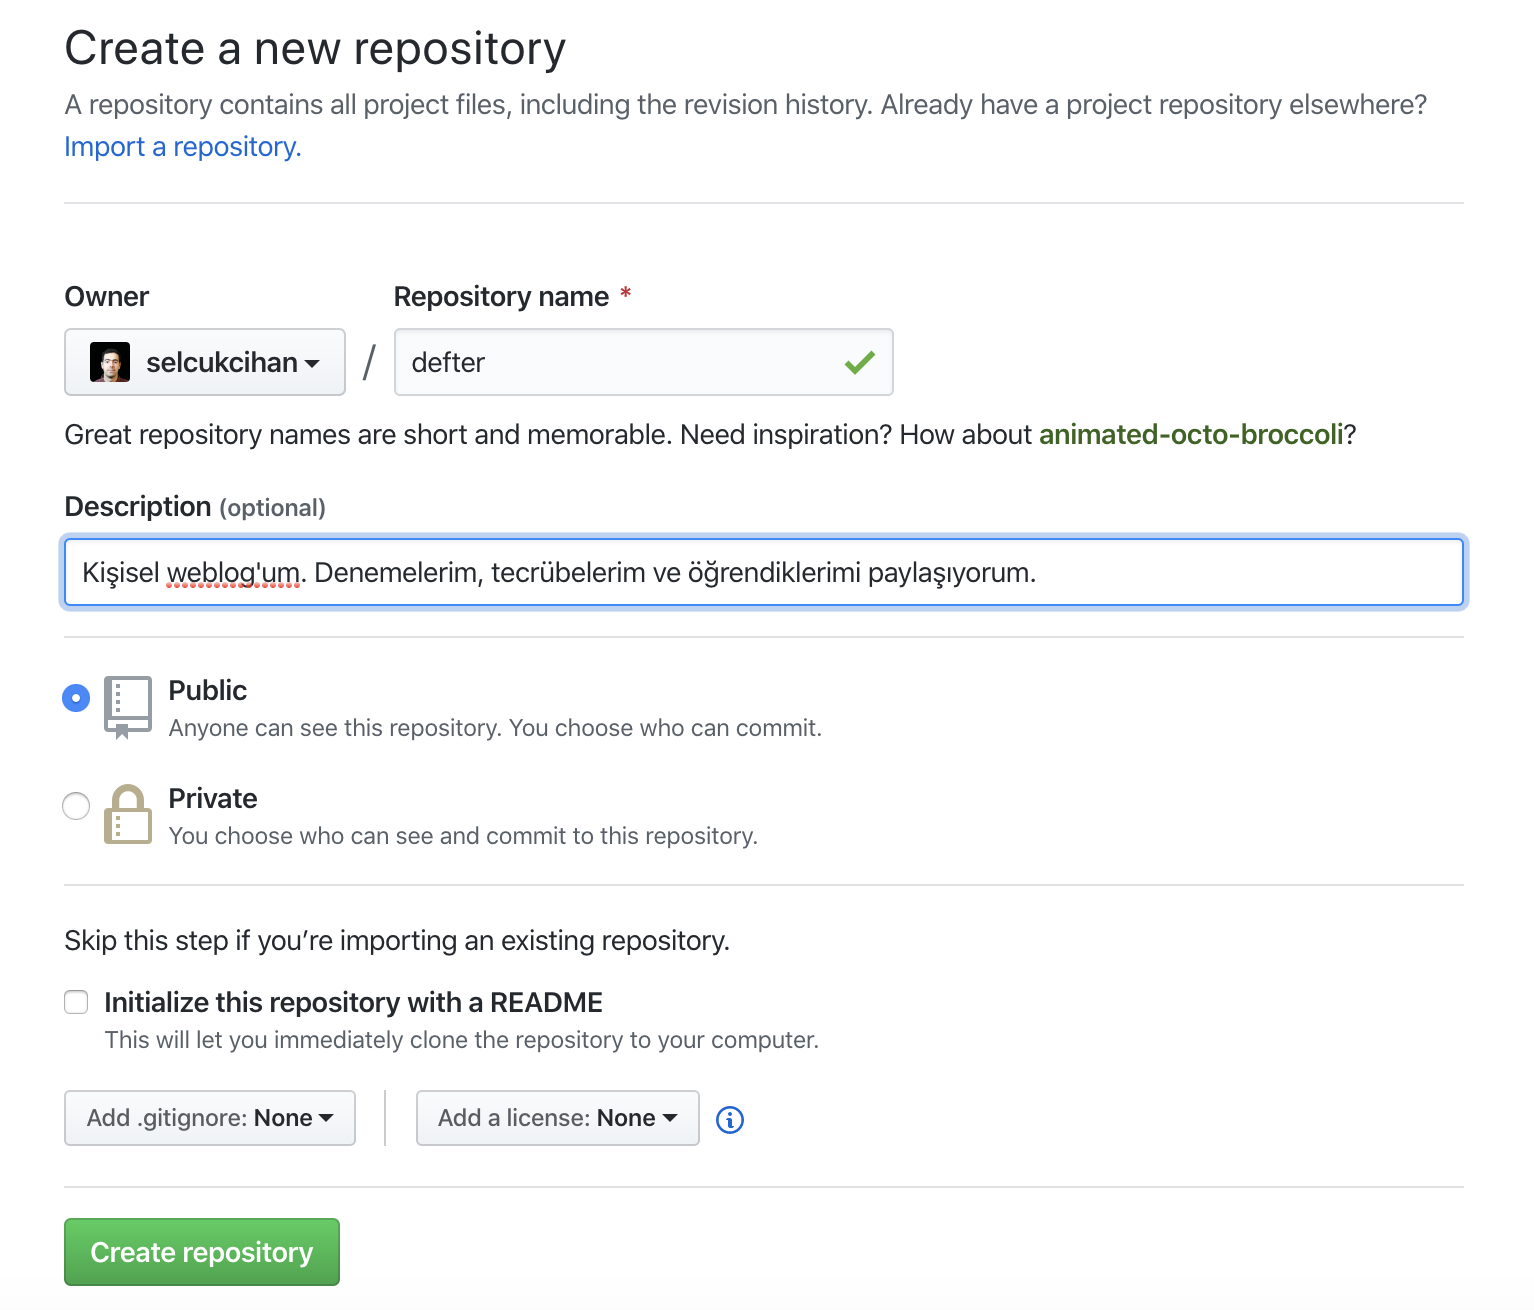 Create a new repository
A repository contains all project files, including the revision history. Already have a project repository elsewhere?
Import a repository.
Owner
Repository name *
selcukcihan
/
defter
Great repository names are short and memorable. Need inspiration? How about animated-octo-broccoli?
Description (optional)
Kişisel weblog'um. Denemelerim, tecrübelerim ve öğrendiklerimi paylaşıyorum.
Public
Anyone can see this repository. You choose who can commit.
Private
You choose who can see and commit to this repository.
Skip this step if you’re importing an existing repository.
Initialize this repository with a README
This will let you immediately clone the repository to your computer.
Add .gitignore: None
Add a license: None
Create repository